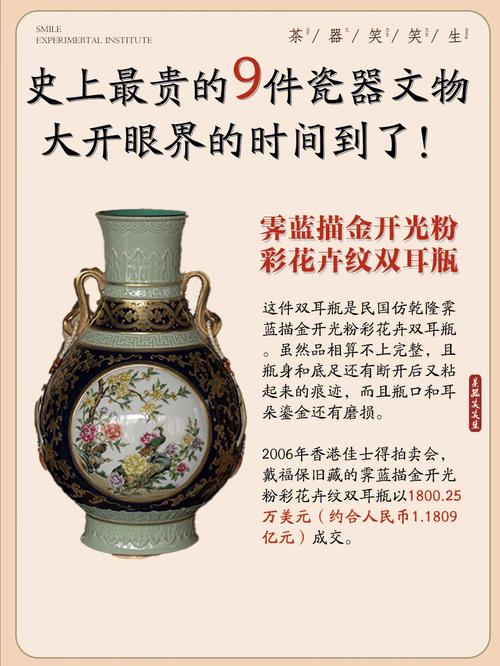 SMILE
EXPERIMEBTAL INSTITUTE
茶/器/笑/笑/生
史上最贵的9件瓷器文物
大开眼界的时间到了！
霁蓝描金开光粉
彩花卉纹双耳瓶
这件双耳瓶是民国仿乾隆霁
蓝描金开光粉彩花卉双耳瓶
。虽然品相算不上完整，且
瓶身和底足还有断开后又粘
起来的痕迹，而且瓶口和耳
朵鎏金还有磨损。
茶器笑笑生
2006年香港佳士得拍卖会，
戴福保旧藏的霁蓝描金开光
粉彩花卉纹双耳瓶以1800.25
万美元（约合人民币1.1809
亿元）成交。